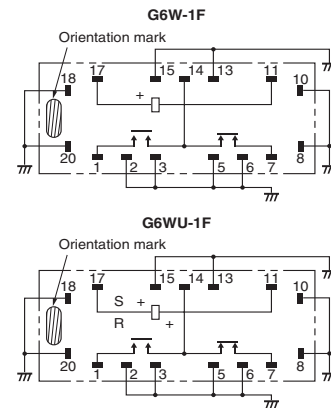 G6W-1F
Orientation mark
18 17 15 14 13 11 10
+
20 1 2 3 5 6 7 8
G6WU-1F
Orientation mark
18 17 15 14 13 11 10
S +
R +
20 1 2 3 5 6 7 8